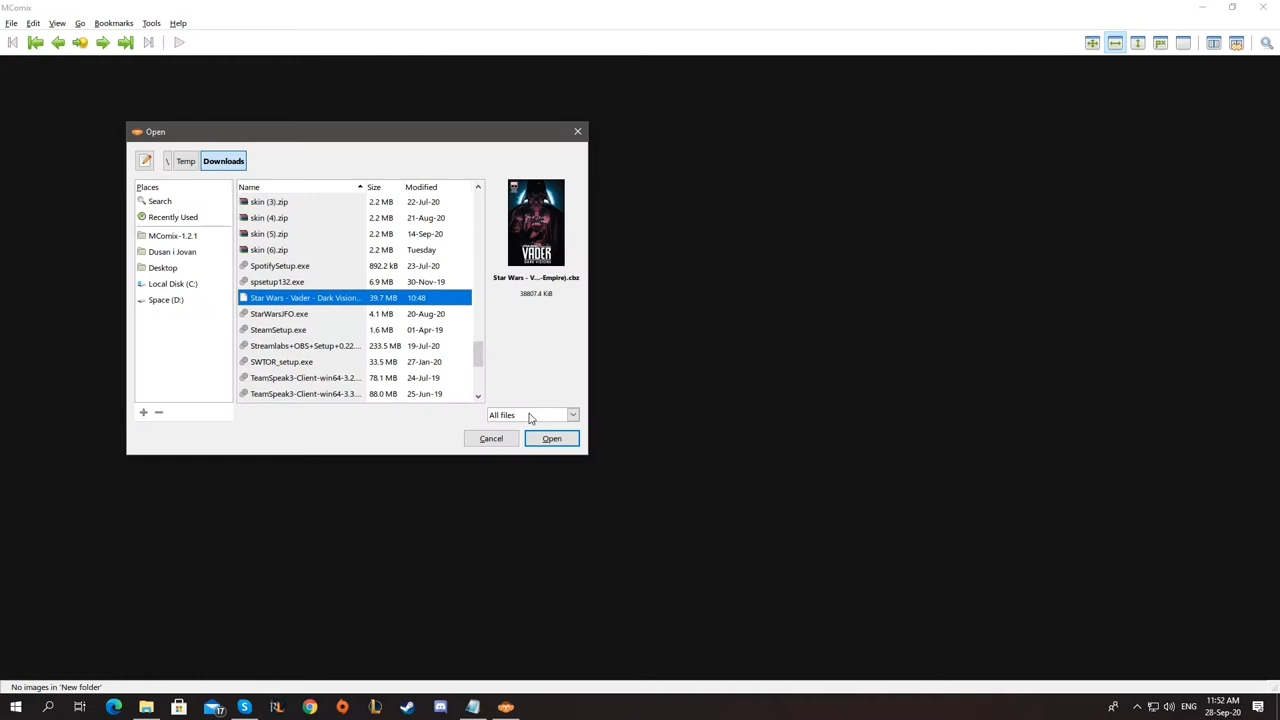 MComix
File Edit View Go Bookmarks Tools Help
Open
\ Temp Downloads
Places
Search
Recently Used
MComix-1.2.1
Dusan i Jovan
Desktop
Local Disk (C:)
Space (D:)
Name Size Modified
skin (3).zip 2.2 MB 22-Jul-20
skin (4).zip 2.2 MB 21-Aug-20
skin (5).zip 2.2 MB 14-Sep-20
skin (6).zip 2.2 MB Tuesday
SpotifySetup.exe 892.2 kB 23-Jul-20
spsetup132.exe 6.9 MB 30-Nov-19
Star Wars - Vader - Dark Vision... 39.7 MB 10:48
StarWarsJFO.exe 4.1 MB 20-Aug-20
SteamSetup.exe 1.6 MB 01-Apr-19
Streamlabs+OBS+Setup+0.22.... 233.5 MB 19-Jul-20
SWTOR_setup.exe 33.5 MB 27-Jan-20
TeamSpeak3-Client-win64-3.2.... 78.1 MB 24-Jul-19
TeamSpeak3-Client-win64-3.3.... 88.0 MB 25-Jun-19
VADER
DARK VISIONS
Star Wars - V...-Empire).cbz
38807.4 KiB
All files
Cancel Open
No images in 'New folder'
17
ENG
11:52 AM
28-Sep-20